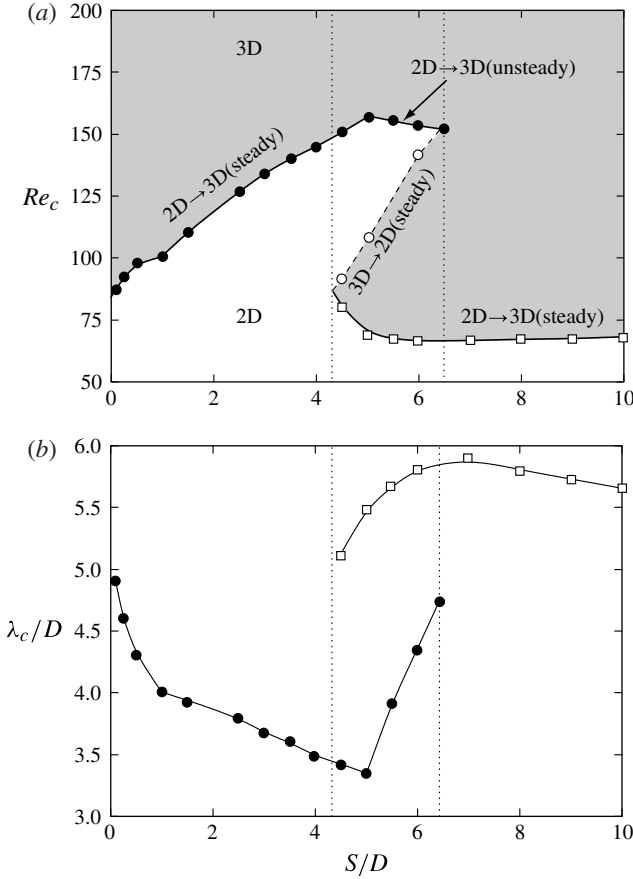 (a)
200
3D
2D→3D(unsteady)
150
2D→3D(steady)
Re_c
3D→2D(steady)
100
2D
2D→3D(steady)
75
50
0 2 4 6 8 10
(b)
6.0
5.5
5.0
λ_c/D
4.5
4.0
3.5
3.0
0 2 4 6 8 10
S/D